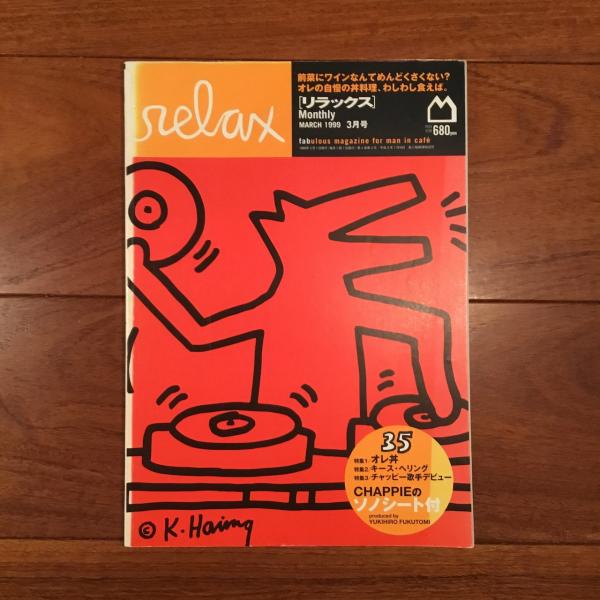 relax
前菜にワインなんてめんどくさくない?
オレの自慢の丼料理、わしわし食えば。
[リラックス]
Monthly
MARCH 1999 3月号
680yen
fabulous magazine for man in café
35
特集1/オレ丼
特集2/キース・ヘリング
特集3/チャッピー歌手デビュー
CHAPPIEの
ソノシート付
produced by
YUKIHIRO FUKUTOMI
© K. Haring